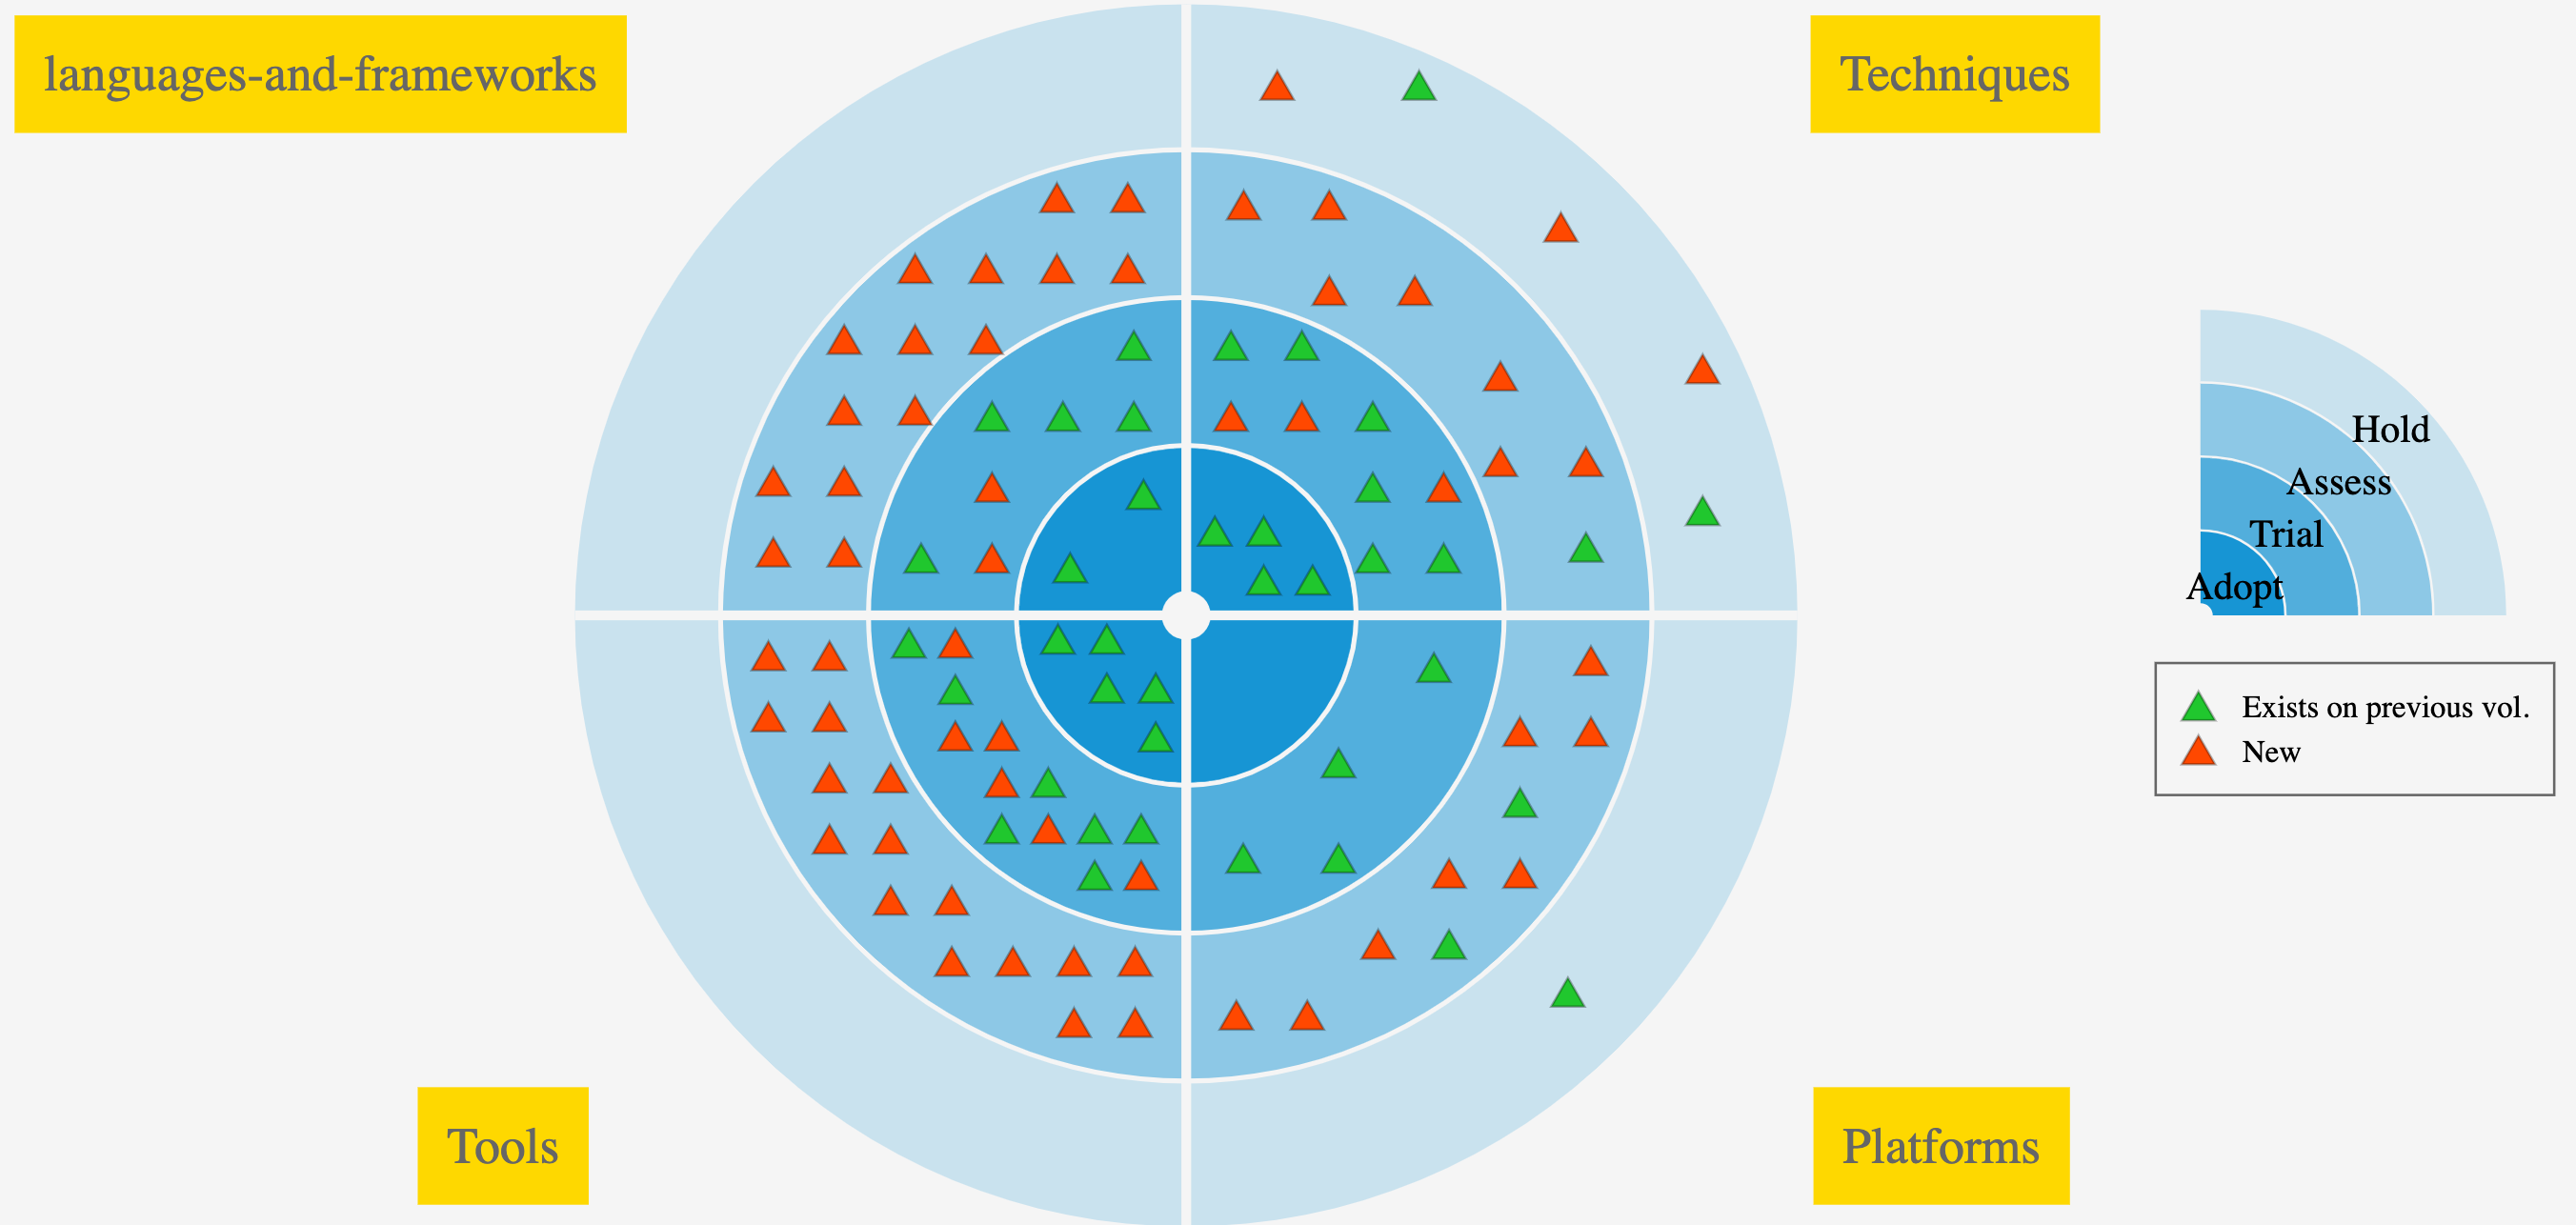 languages-and-frameworks
Techniques
Hold
Assess
Trial
Adopt
Exists on previous vol.
New
Tools
Platforms